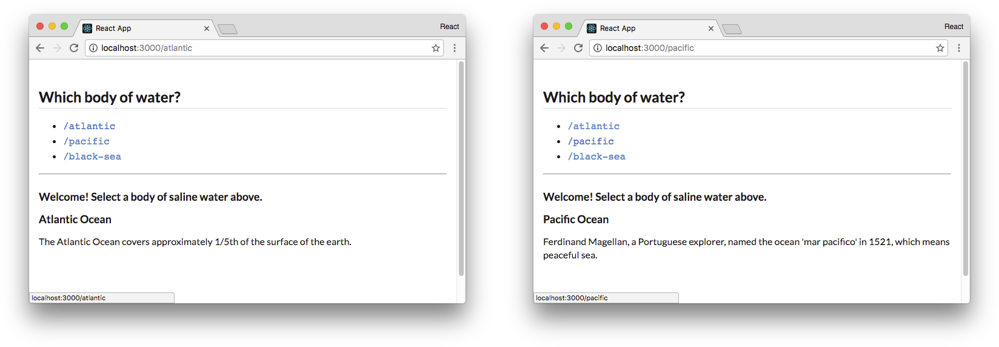 React App
React
localhost:3000/atlantic
Which body of water?
/atlantic
/pacific
/black-sea
Welcome! Select a body of saline water above.
Atlantic Ocean
The Atlantic Ocean covers approximately 1/5th of the surface of the earth.
localhost:3000/atlantic
React App
React
localhost:3000/pacific
Which body of water?
/atlantic
/pacific
/black-sea
Welcome! Select a body of saline water above.
Pacific Ocean
Ferdinand Magellan, a Portuguese explorer, named the ocean 'mar pacifico' in 1521, which means
peaceful sea.
localhost:3000/pacific